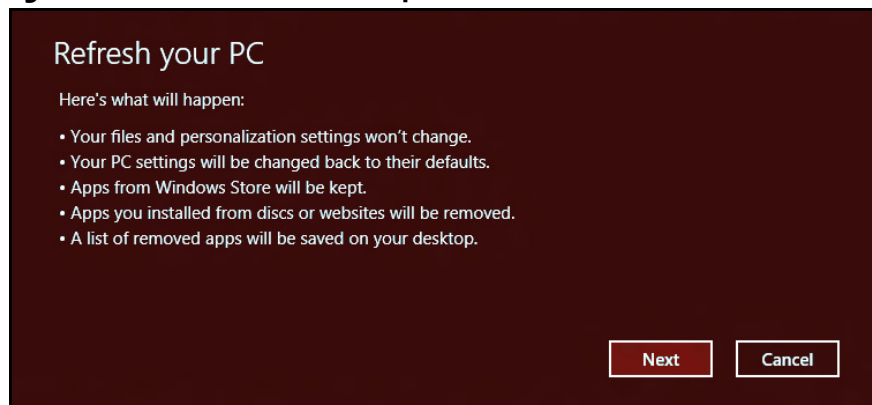 Refresh your PC
Here's what will happen:
• Your files and personalization settings won't change.
• Your PC settings will be changed back to their defaults.
• Apps from Windows Store will be kept.
• Apps you installed from discs or websites will be removed.
• A list of removed apps will be saved on your desktop.
Next Cancel